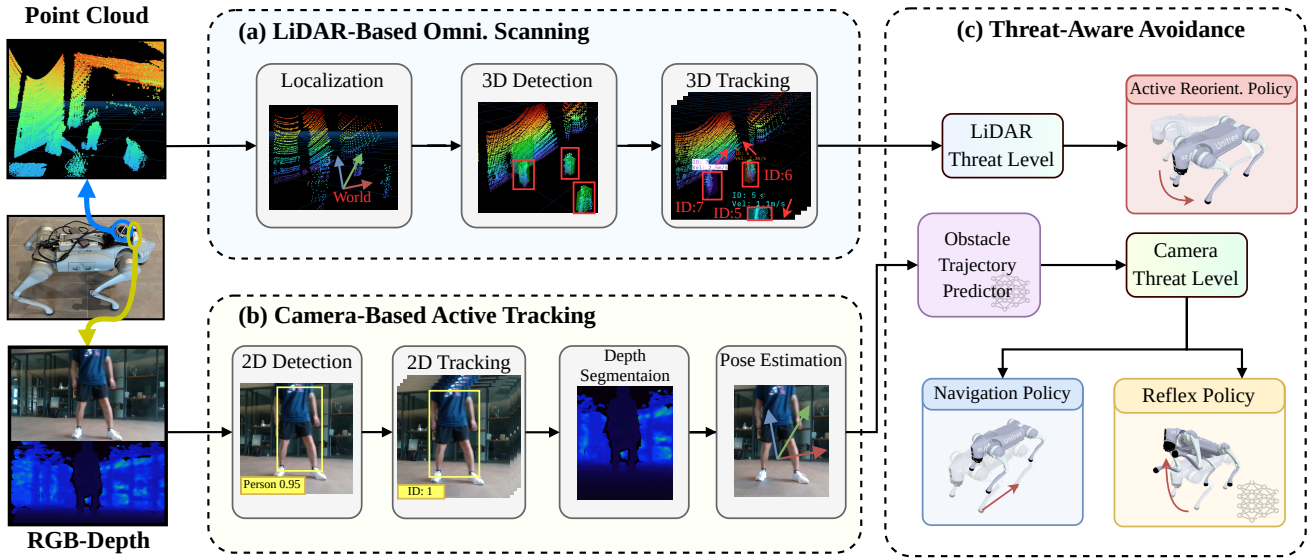 Point Cloud
(a) LiDAR-Based Omni. Scanning
Localization
World
3D Detection
3D Tracking
ID:6
ID:7
ID: 5
Vel: 1.1m/s
ID:5
(b) Camera-Based Active Tracking
2D Detection
Person 0.95
2D Tracking
ID: 1
Depth
Segmentaion
Pose Estimation
RGB-Depth
(c) Threat-Aware Avoidance
LiDAR
Threat Level
Active Reorient. Policy
Unitree
Obstacle
Trajectory
Predictor
Camera
Threat Level
Navigation Policy
Reflex Policy